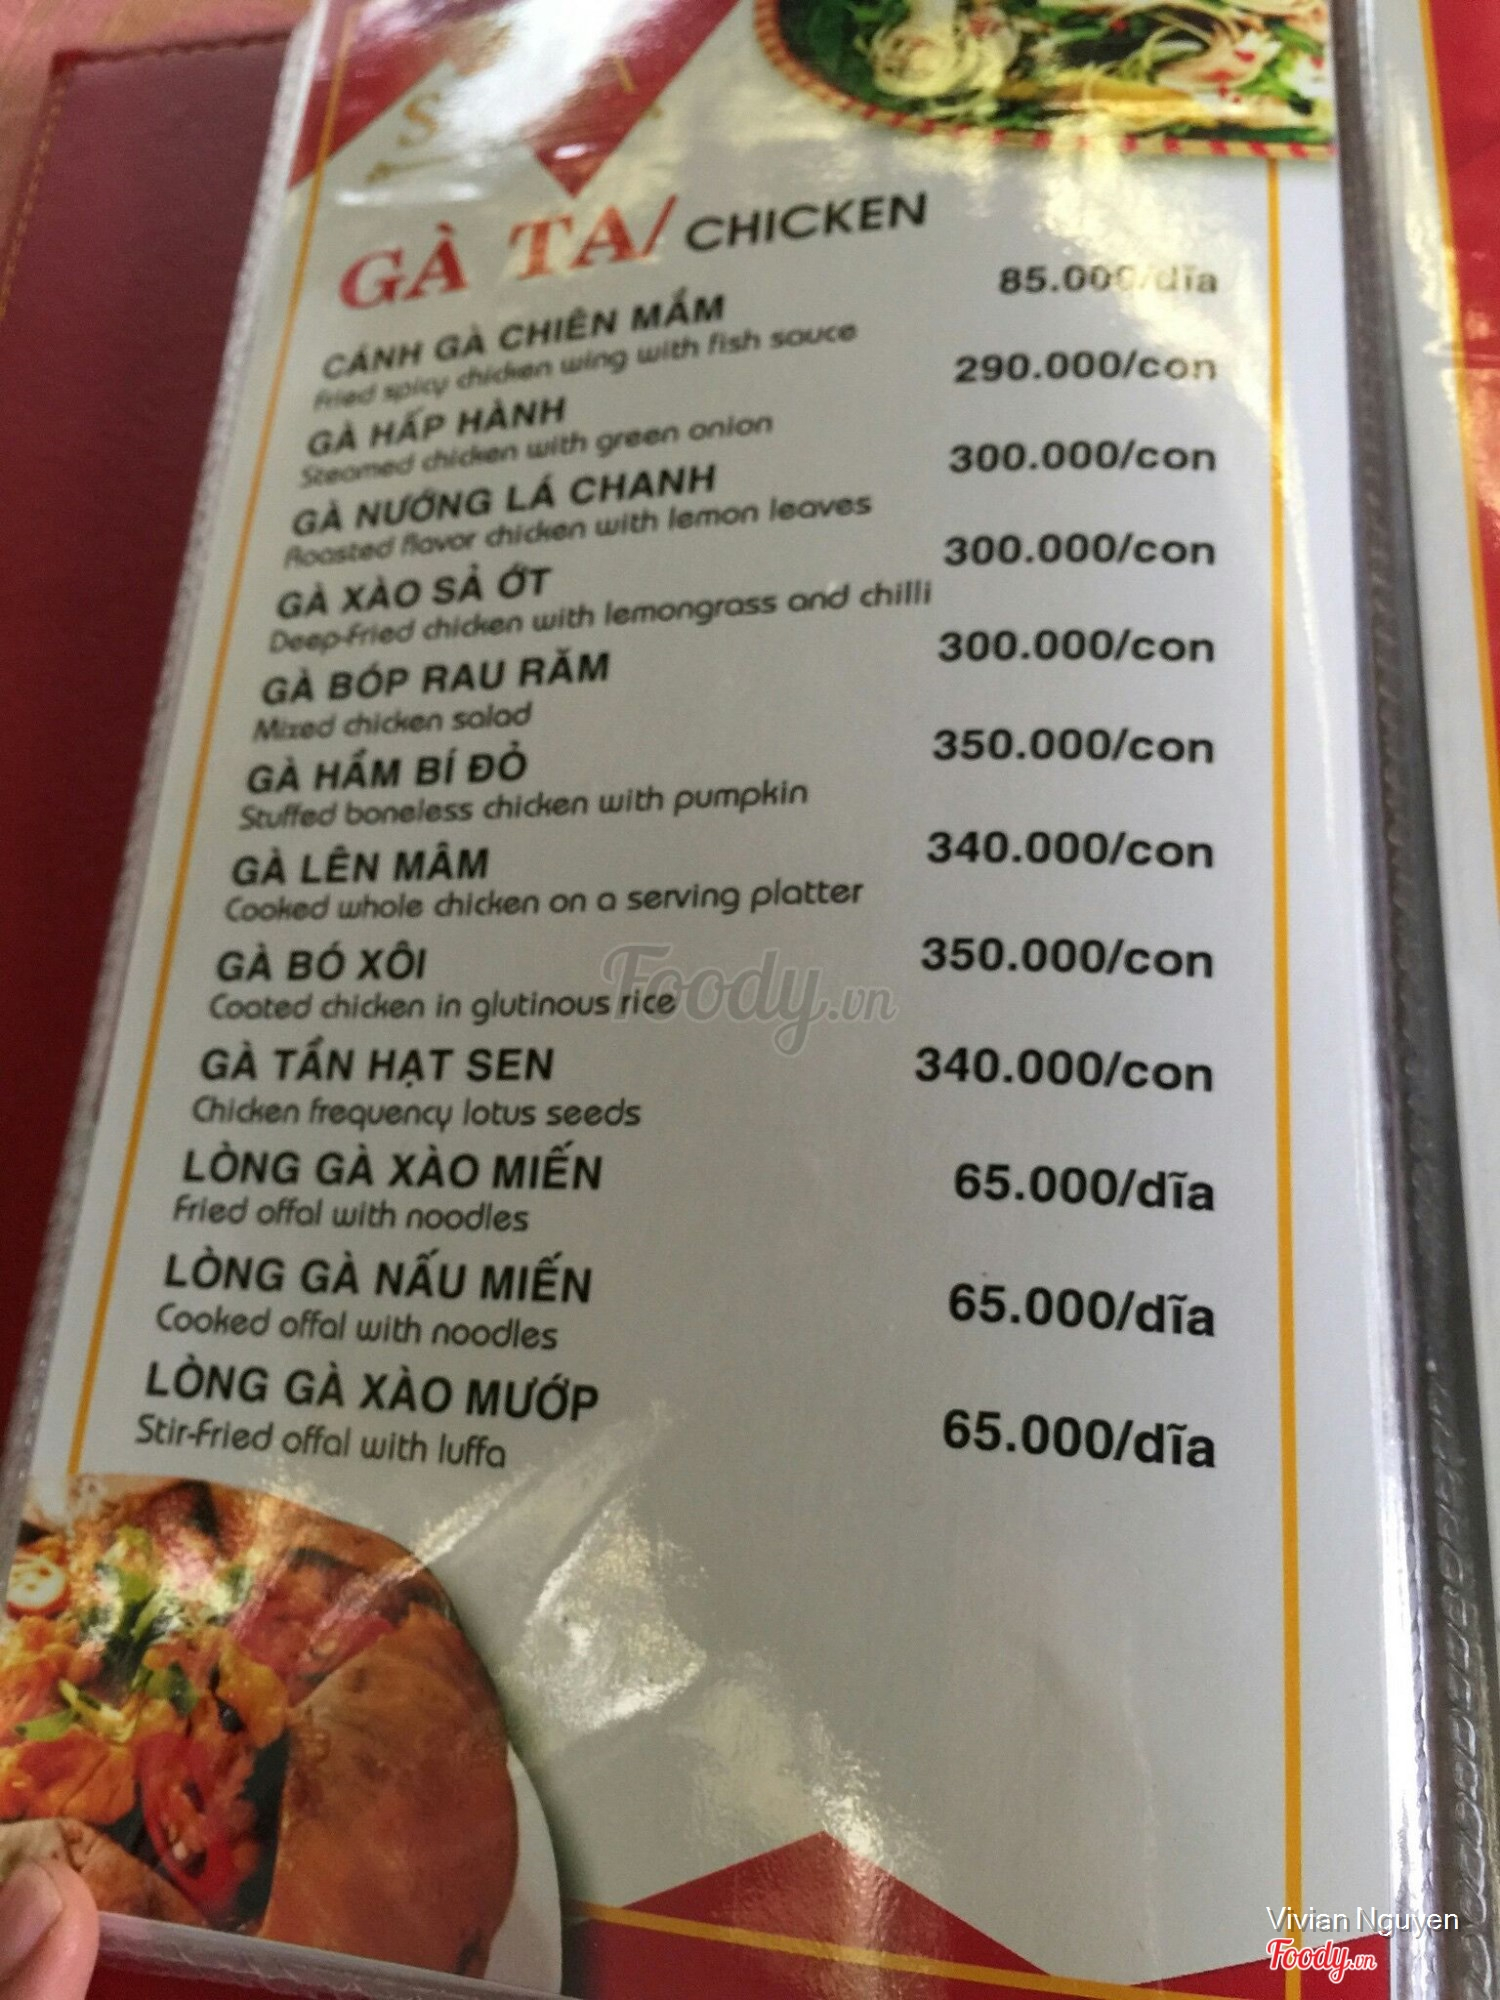 S
GÀ TA/ CHICKEN
CÁNH GÀ CHIÊN MẮM 85.000/dĩa
Fried spicy chicken wing with fish sauce
GÀ HẤP HÀNH 290.000/con
Steamed chicken with green onion
GÀ NƯỚNG LÁ CHANH 300.000/con
Roasted flavor chicken with lemon leaves
GÀ XÀO SẢ ỚT 300.000/con
Deep-fried chicken with lemongrass and chilli
GÀ BÓP RAU RĂM 300.000/con
Mixed chicken salad
GÀ HẦM BÍ ĐỎ 350.000/con
Stuffed boneless chicken with pumpkin
GÀ LÊN MÂM 340.000/con
Cooked whole chicken on a serving platter
GÀ BÓ XÔI 350.000/con
Coated chicken in glutinous rice
GÀ TẦN HẠT SEN 340.000/con
Chicken frequency lotus seeds
LÒNG GÀ XÀO MIẾN 65.000/dĩa
Fried offal with noodles
LÒNG GÀ NẤU MIẾN 65.000/dĩa
Cooked offal with noodles
LÒNG GÀ XÀO MƯỚP 65.000/dĩa
Stir-fried offal with luffa
Foody.vn
Vivian Nguyen
Foody.vn